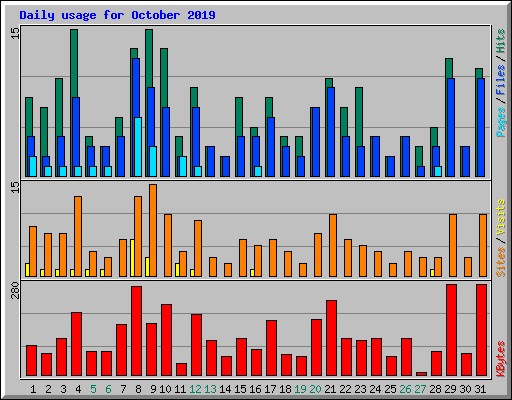 Daily usage for October 2019
15
Pages / Files / Hits
15
Sites / Visits
280
KBytes
1 2 3 4 5 6 7 8 9 10 11 12 13 14 15 16 17 18 19 20 21 22 23 24 25 26 27 28 29 30 31